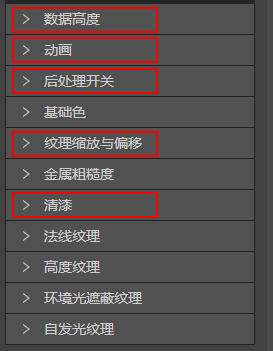 数据高度
动画
后处理开关
基础色
纹理缩放与偏移
金属粗糙度
清漆
法线纹理
高度纹理
环境光遮蔽纹理
自发光纹理